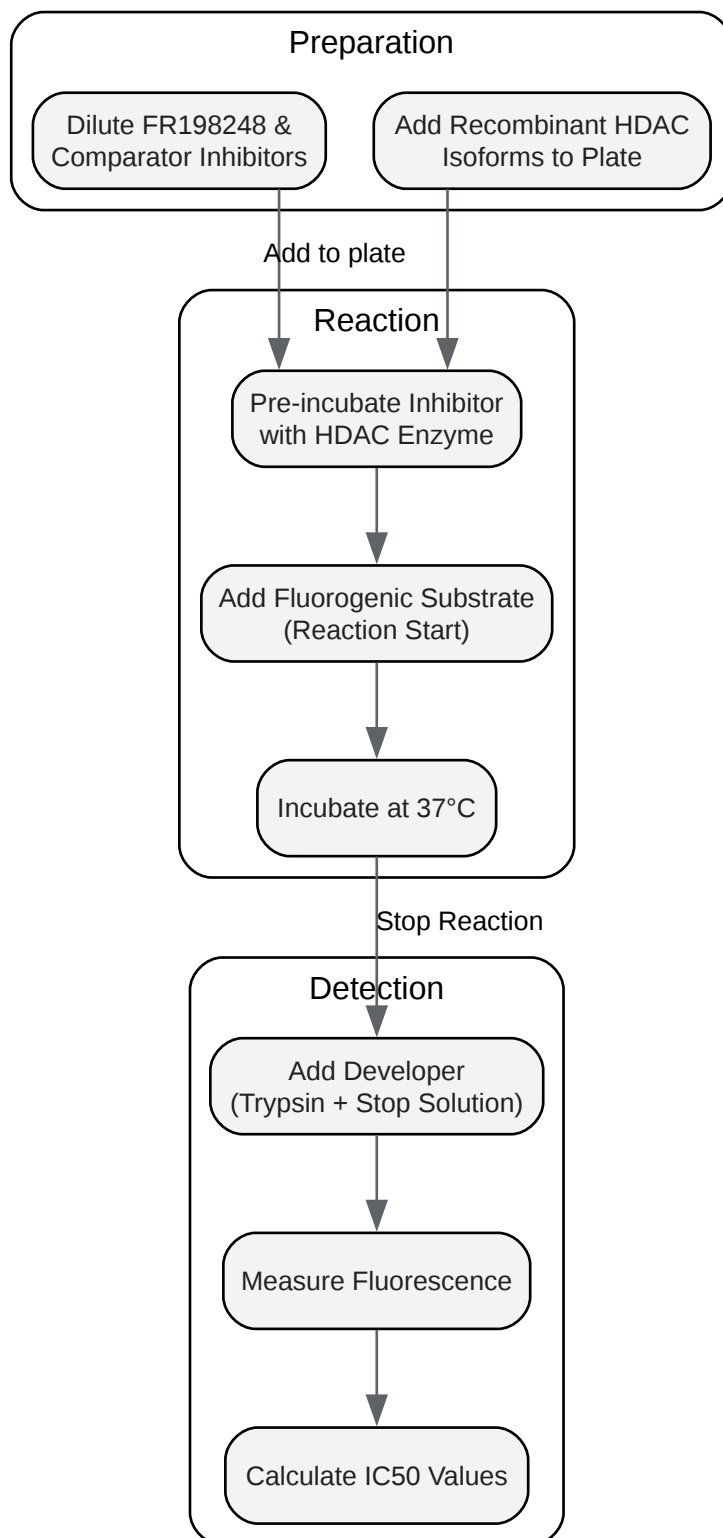 Preparation
Dilute FR198248 &
Comparator Inhibitors
Add Recombinant HDAC
Isoforms to Plate
Add to plate
Reaction
Pre-incubate Inhibitor
with HDAC Enzyme
Add Fluorogenic Substrate
(Reaction Start)
Incubate at 37°C
Stop Reaction
Detection
Add Developer
(Trypsin + Stop Solution)
Measure Fluorescence
Calculate IC50 Values